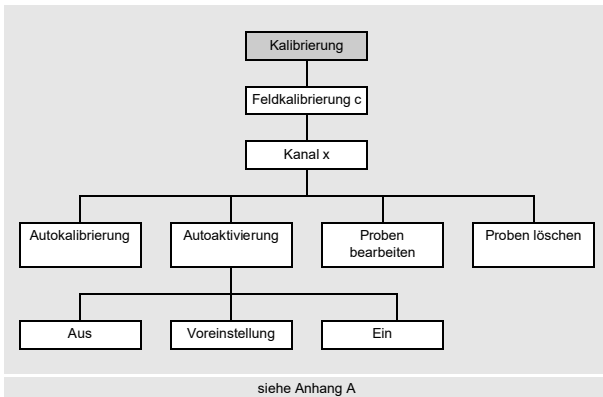 Kalibrierung
Feldkalibrierung c
Kanal x
Autokalibrierung
Autoaktivierung
Proben
bearbeiten
Proben löschen
Aus
Voreinstellung
Ein
siehe Anhang A